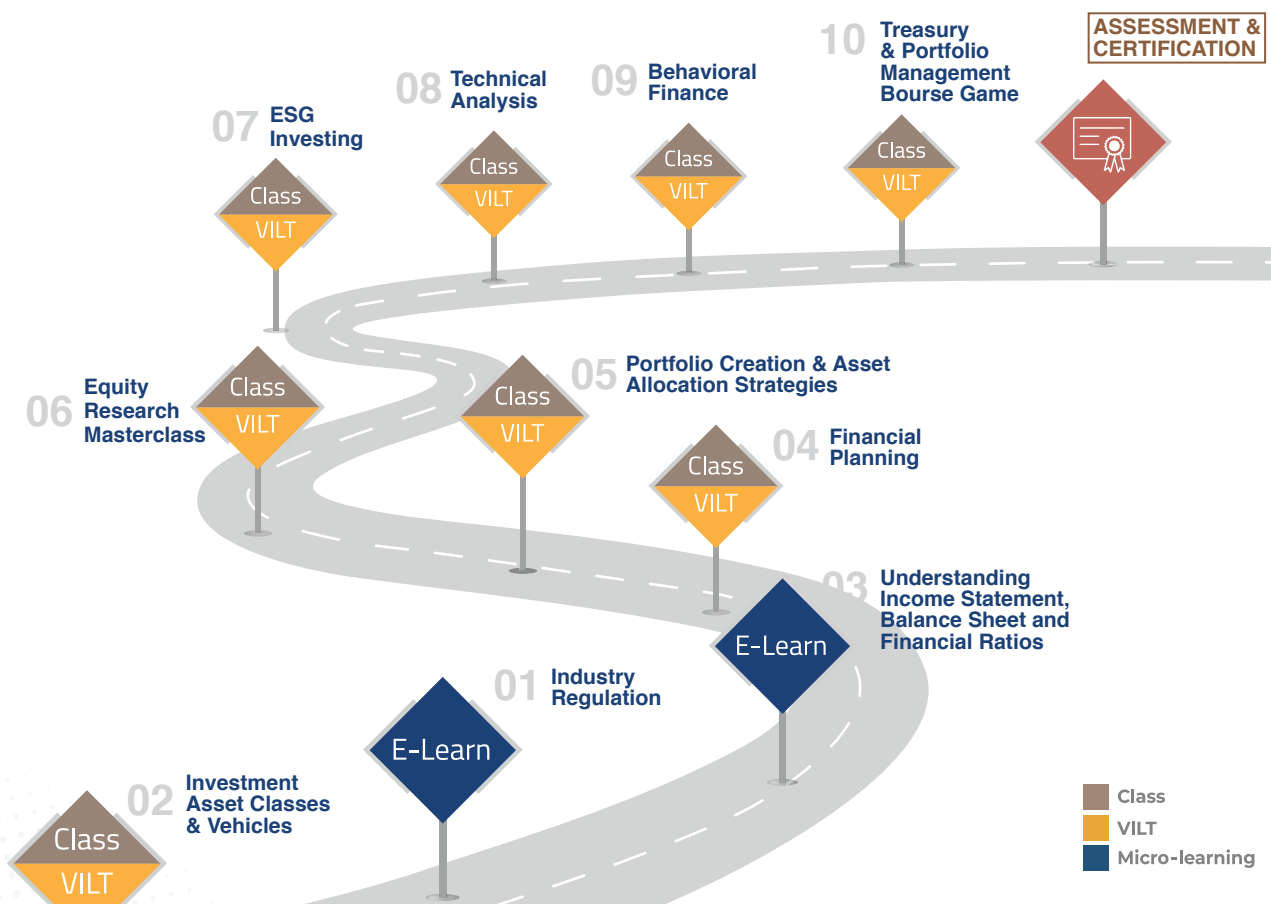 ASSESSMENT &
CERTIFICATION
10
Treasury
& Portfolio
Management
Bourse Game
Class
VILT
09
Behavioral
Finance
Class
VILT
08
Technical
Analysis
Class
VILT
07
ESG
Investing
Class
VILT
06
Equity
Research
Masterclass
Class
VILT
05
Portfolio Creation & Asset
Allocation Strategies
Class
VILT
04
Financial
Planning
Class
VILT
03
Understanding
Income Statement,
Balance Sheet and
Financial Ratios
E-Learn
01
Industry
Regulation
E-Learn
02
Investment
Asset Classes
& Vehicles
Class
VILT
Class
VILT
Micro-learning